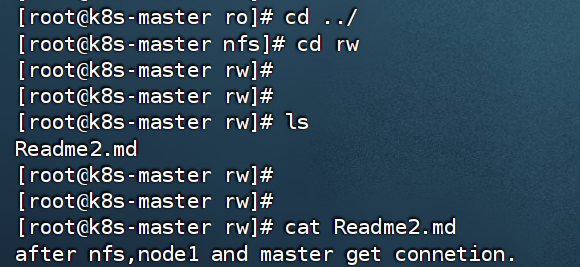 [root@k8s-master ro]# cd ../
[root@k8s-master nfs]# cd rw
[root@k8s-master rw]#
[root@k8s-master rw]#
[root@k8s-master rw]# ls
Readme2.md
[root@k8s-master rw]#
[root@k8s-master rw]#
[root@k8s-master rw]# cat Readme2.md
after nfs,node1 and master get connetion.